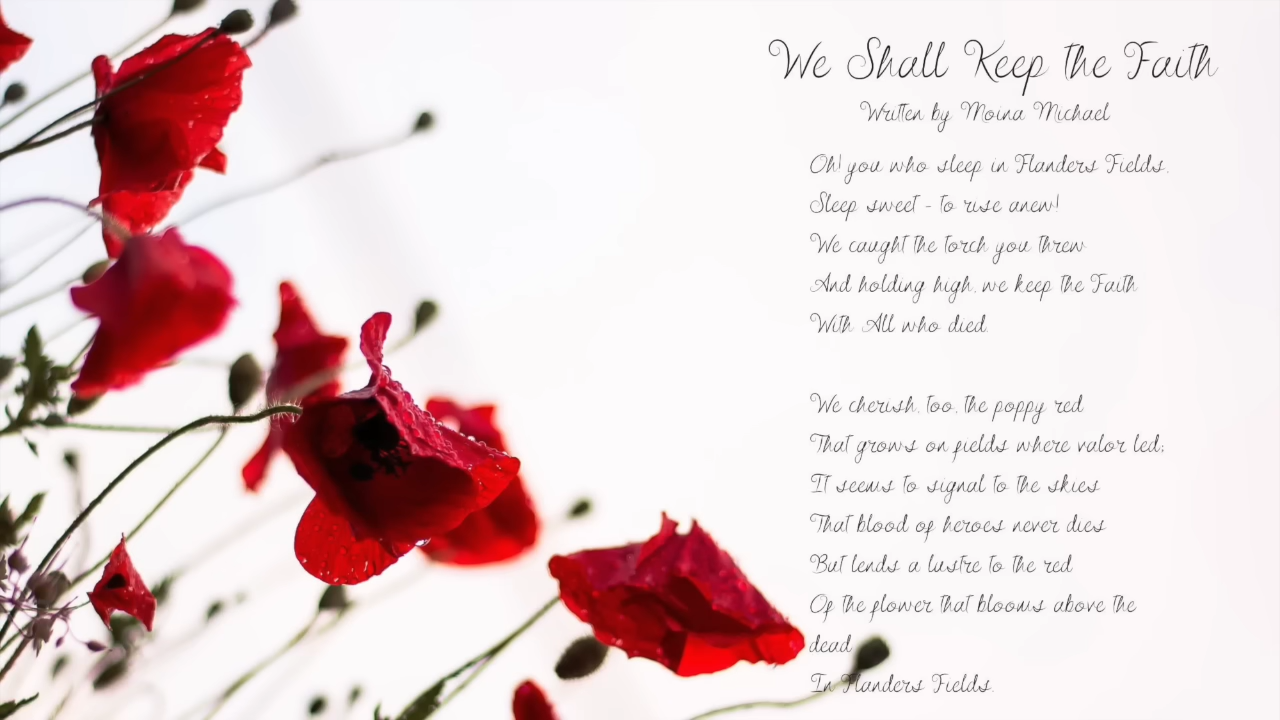 We Shall Keep the Faith
Written by Moina Michael
Oh! you who sleep in Flanders Fields,
Sleep sweet - to rise anew!
We caught the torch you threw
And holding high, we keep the Faith
With All who died.
We cherish, too, the poppy red
That grows on fields where valor led;
It seems to signal to the skies
That blood of heroes never dies
But lends a lustre to the red
Of the flower that blooms above the
dead
In Flanders Fields.